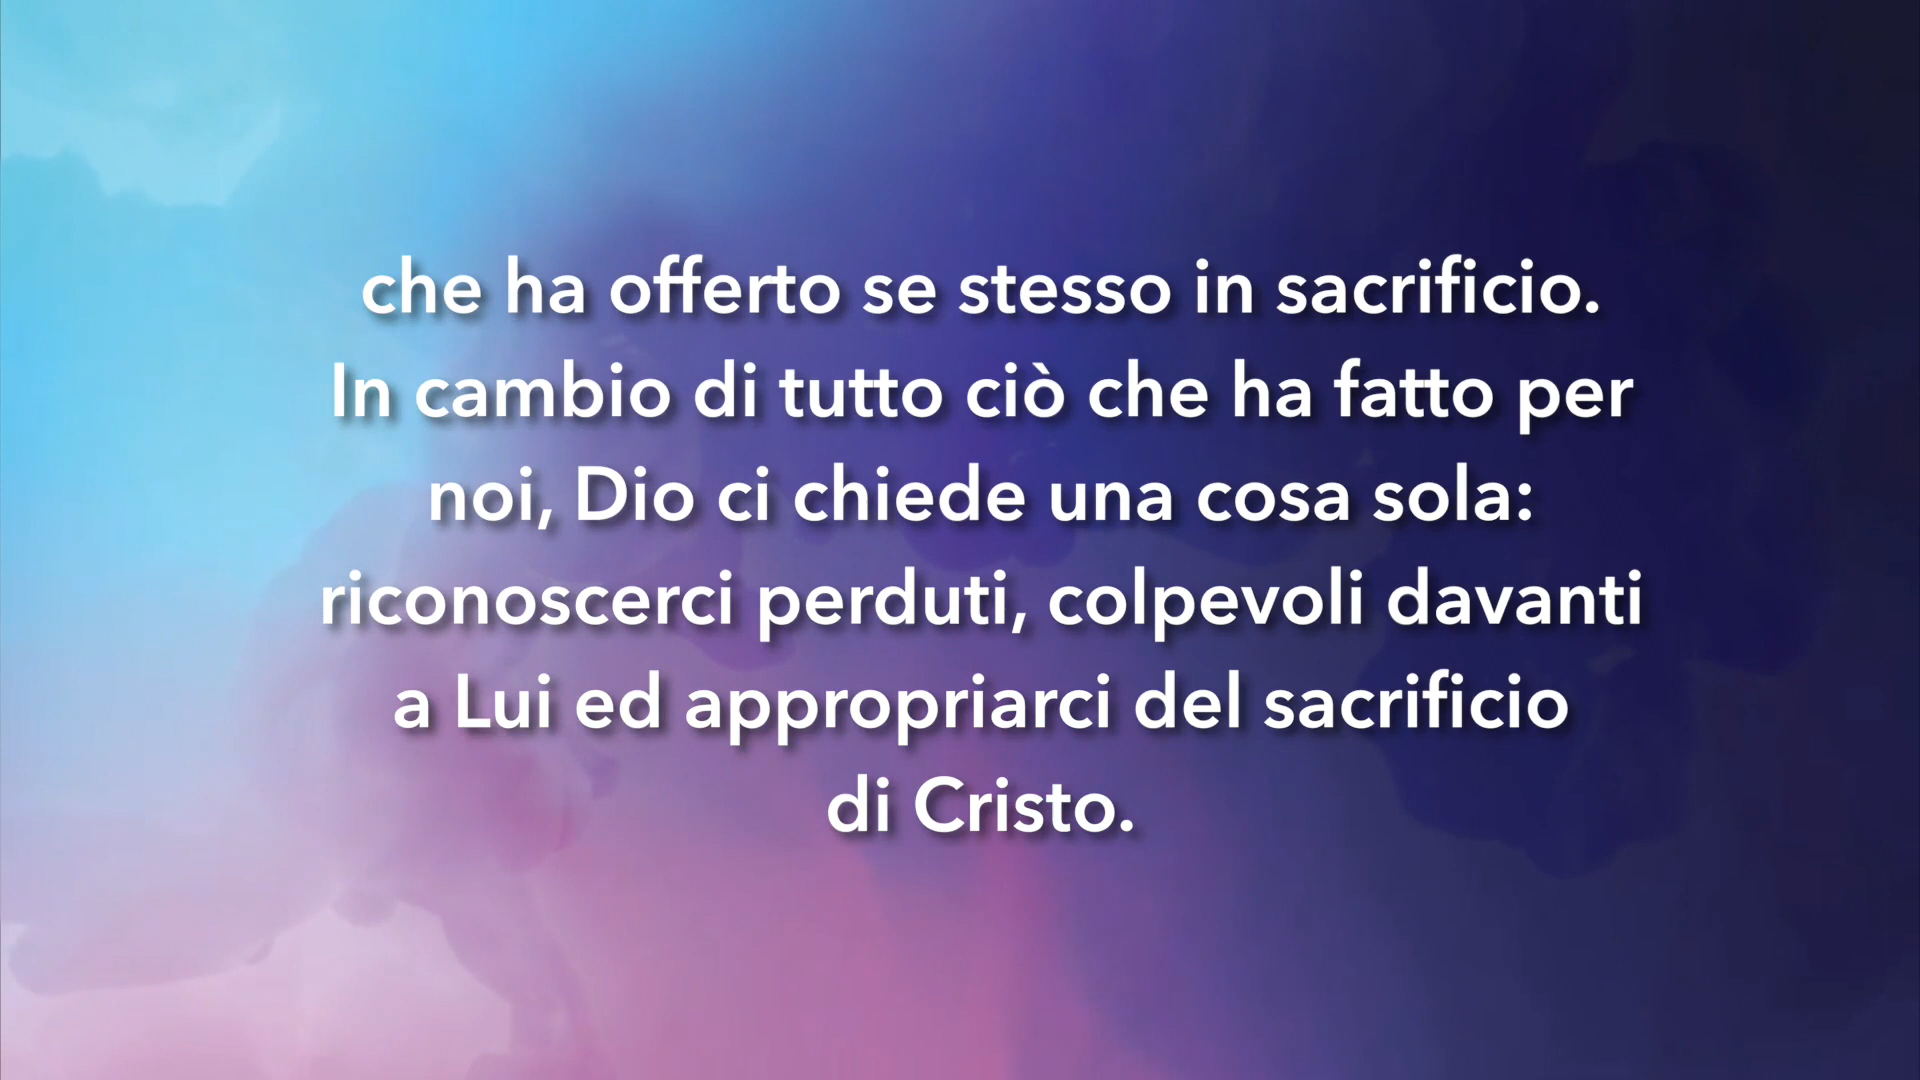 che ha offerto se stesso in sacrificio.
In cambio di tutto ciò che ha fatto per
noi, Dio ci chiede una cosa sola:
riconoscerci perduti, colpevoli davanti
a Lui ed appropriarci del sacrificio
di Cristo.